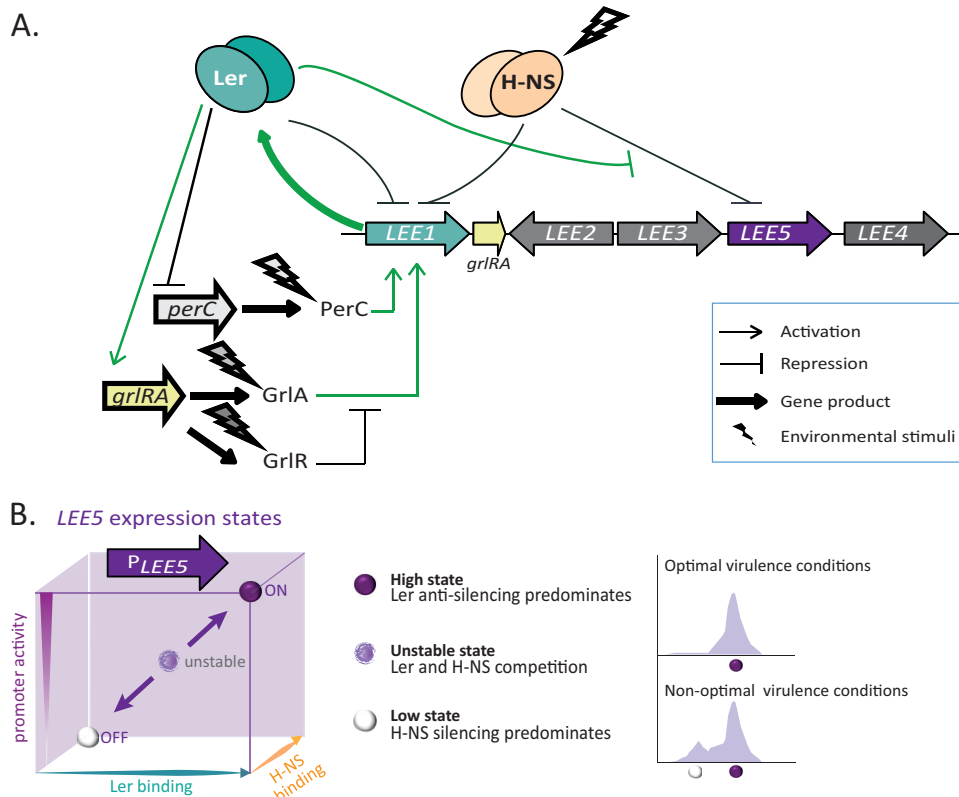 A.
Ler
H-NS
LEE1
grlRA
LEE2
LEE3
LEE5
LEE4
perC
PerC
grlRA
GrlA
GrlR
Activation
Repression
Gene product
Environmental stimuli
B. LEE5 expression states
PLEE5
ON
unstable
OFF
promoter activity
Ler binding
H-NS
binding
High state
Ler anti-silencing predominates
Unstable state
Ler and H-NS competition
Low state
H-NS silencing predominates
Optimal virulence conditions
Non-optimal virulence conditions